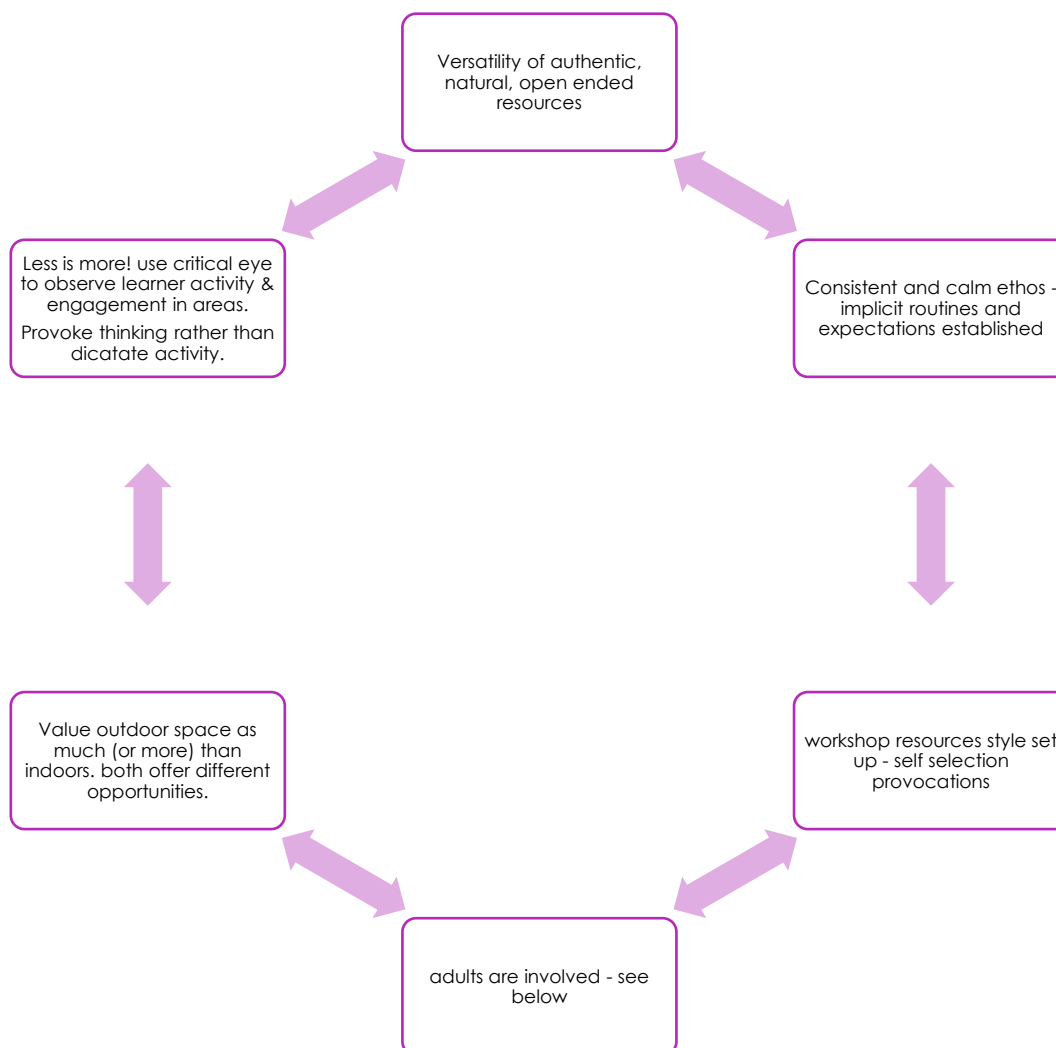 Versatility of authentic,
natural, open ended
resources
Less is more! use critical eye
to observe learner activity &
engagement in areas.
Provoke thinking rather than
dicatate activity.
Consistent and calm ethos -
implicit routines and
expectations established
Value outdoor space as
much (or more) than
indoors. both offer different
opportunities.
workshop resources style set
up - self selection
provocations
adults are involved - see
below